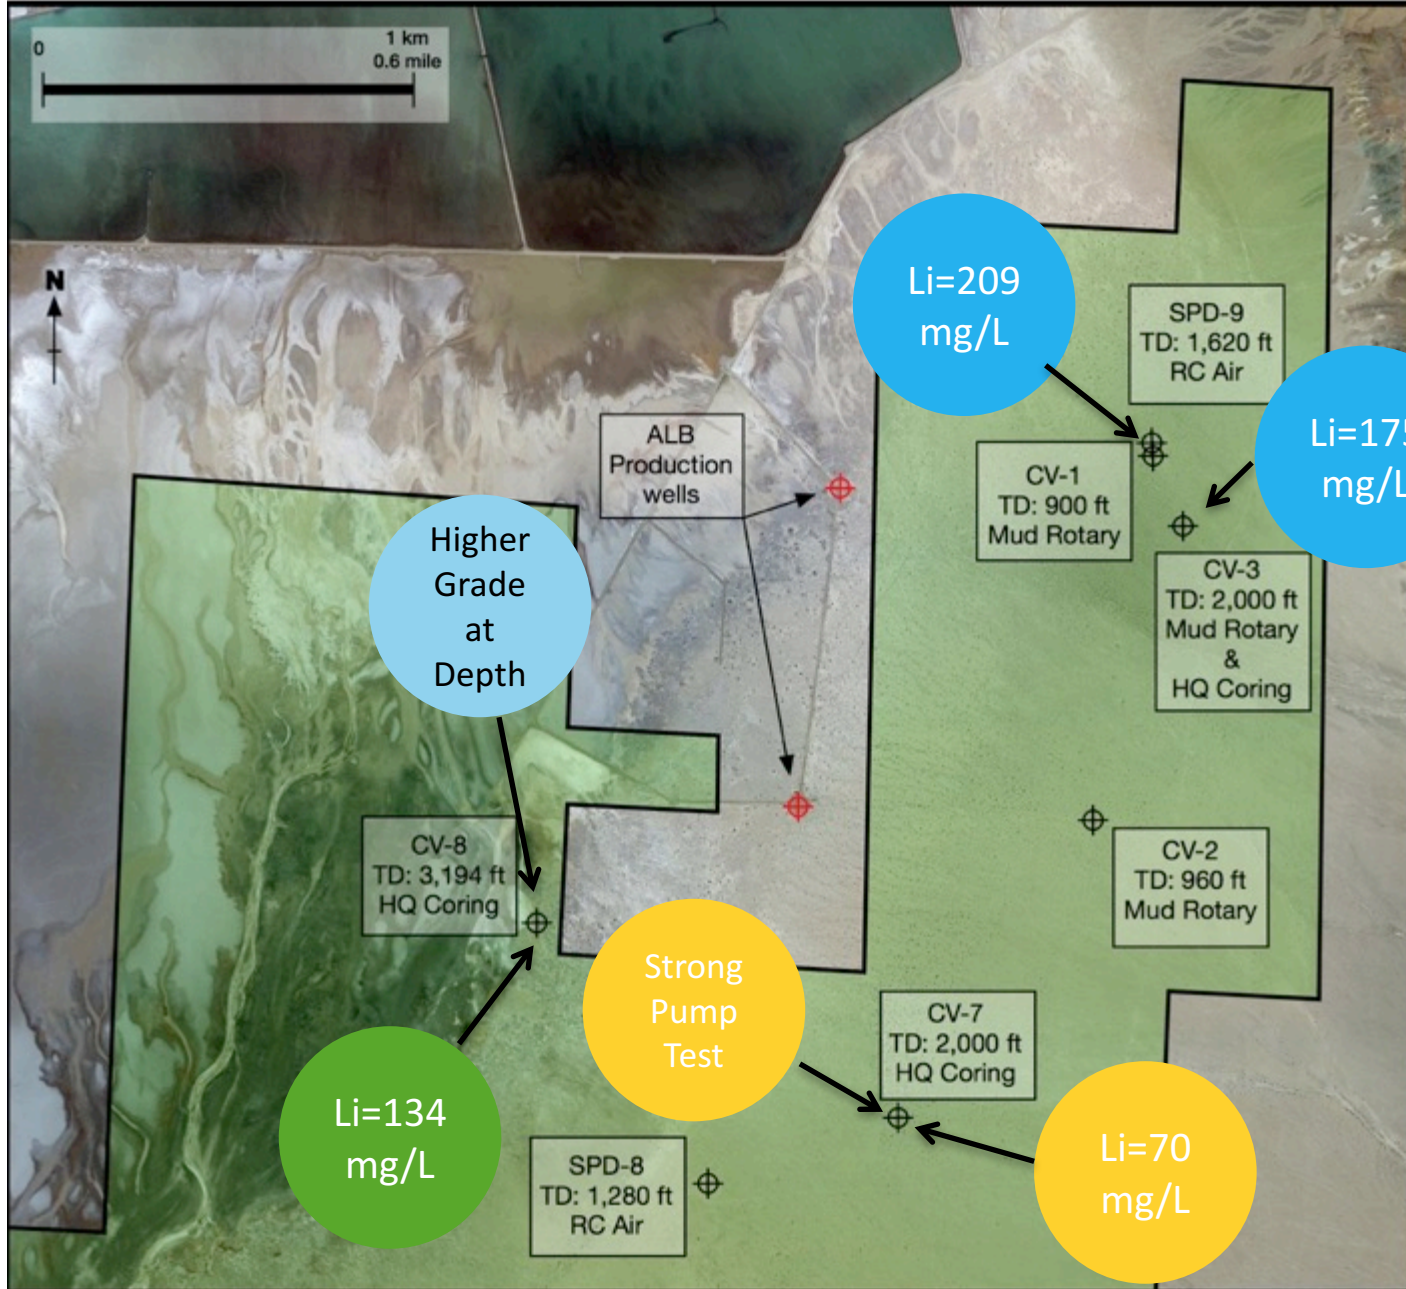 0
1 km
0.6 mile
N
Li=209
mg/L
SPD-9
TD: 1,620 ft
RC Air
Li=175
mg/L
ALB
Production
wells
CV-1
TD: 900 ft
Mud Rotary
Higher
Grade
at
Depth
CV-3
TD: 2,000 ft
Mud Rotary
&
HQ Coring
CV-8
TD: 3,194 ft
HQ Coring
CV-2
TD: 960 ft
Mud Rotary
Strong
Pump
Test
CV-7
TD: 2,000 ft
HQ Coring
Li=134
mg/L
SPD-8
TD: 1,280 ft
RC Air
Li=70
mg/L